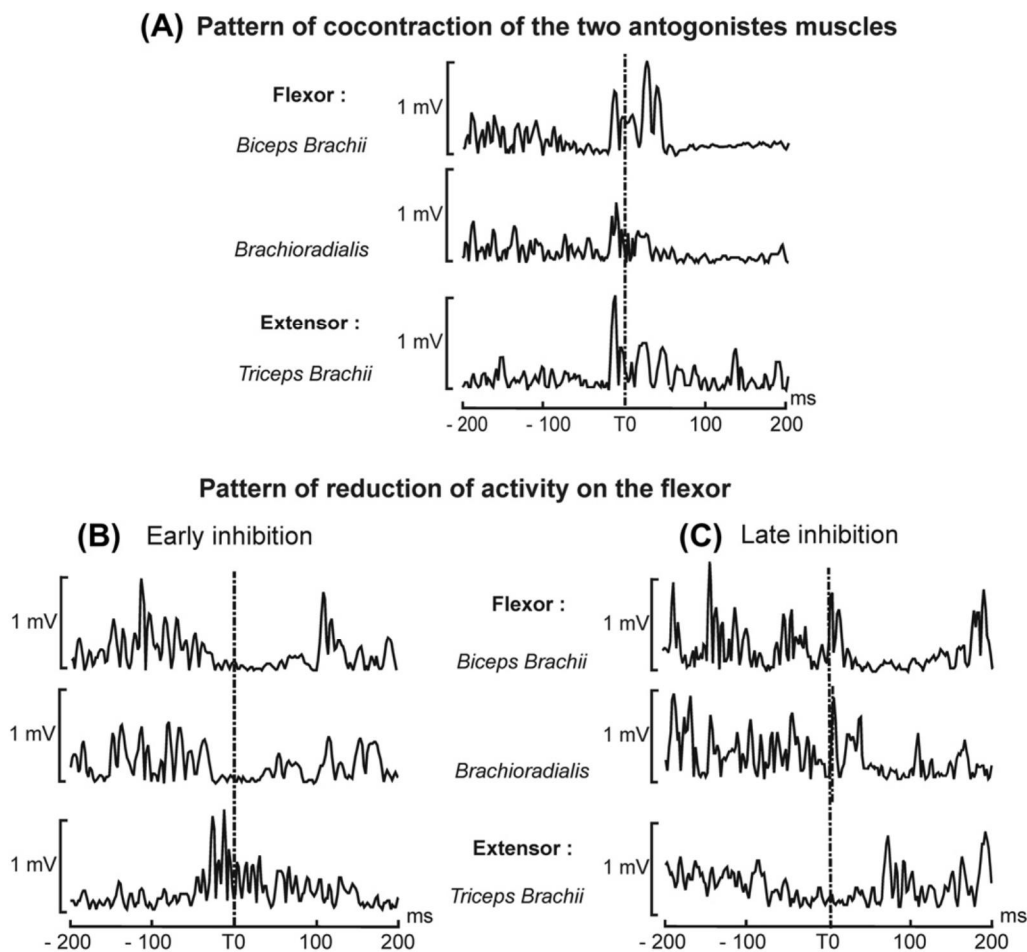 (A) Pattern of cocontraction of the two antogonistes muscles
Flexor :
1 mV
Biceps Brachii
1 mV
Brachioradialis
Extensor :
1 mV
Triceps Brachii
ms
- 200 - 100 T0 100 200
Pattern of reduction of activity on the flexor
(B) Early inhibition
(C) Late inhibition
1 mV
Flexor :
1 mV
Biceps Brachii
1 mV
1 mV
Brachioradialis
1 mV
Extensor :
1 mV
Triceps Brachii
ms
ms
- 200 - 100 T0 100 200
- 200 - 100 T0 100 200